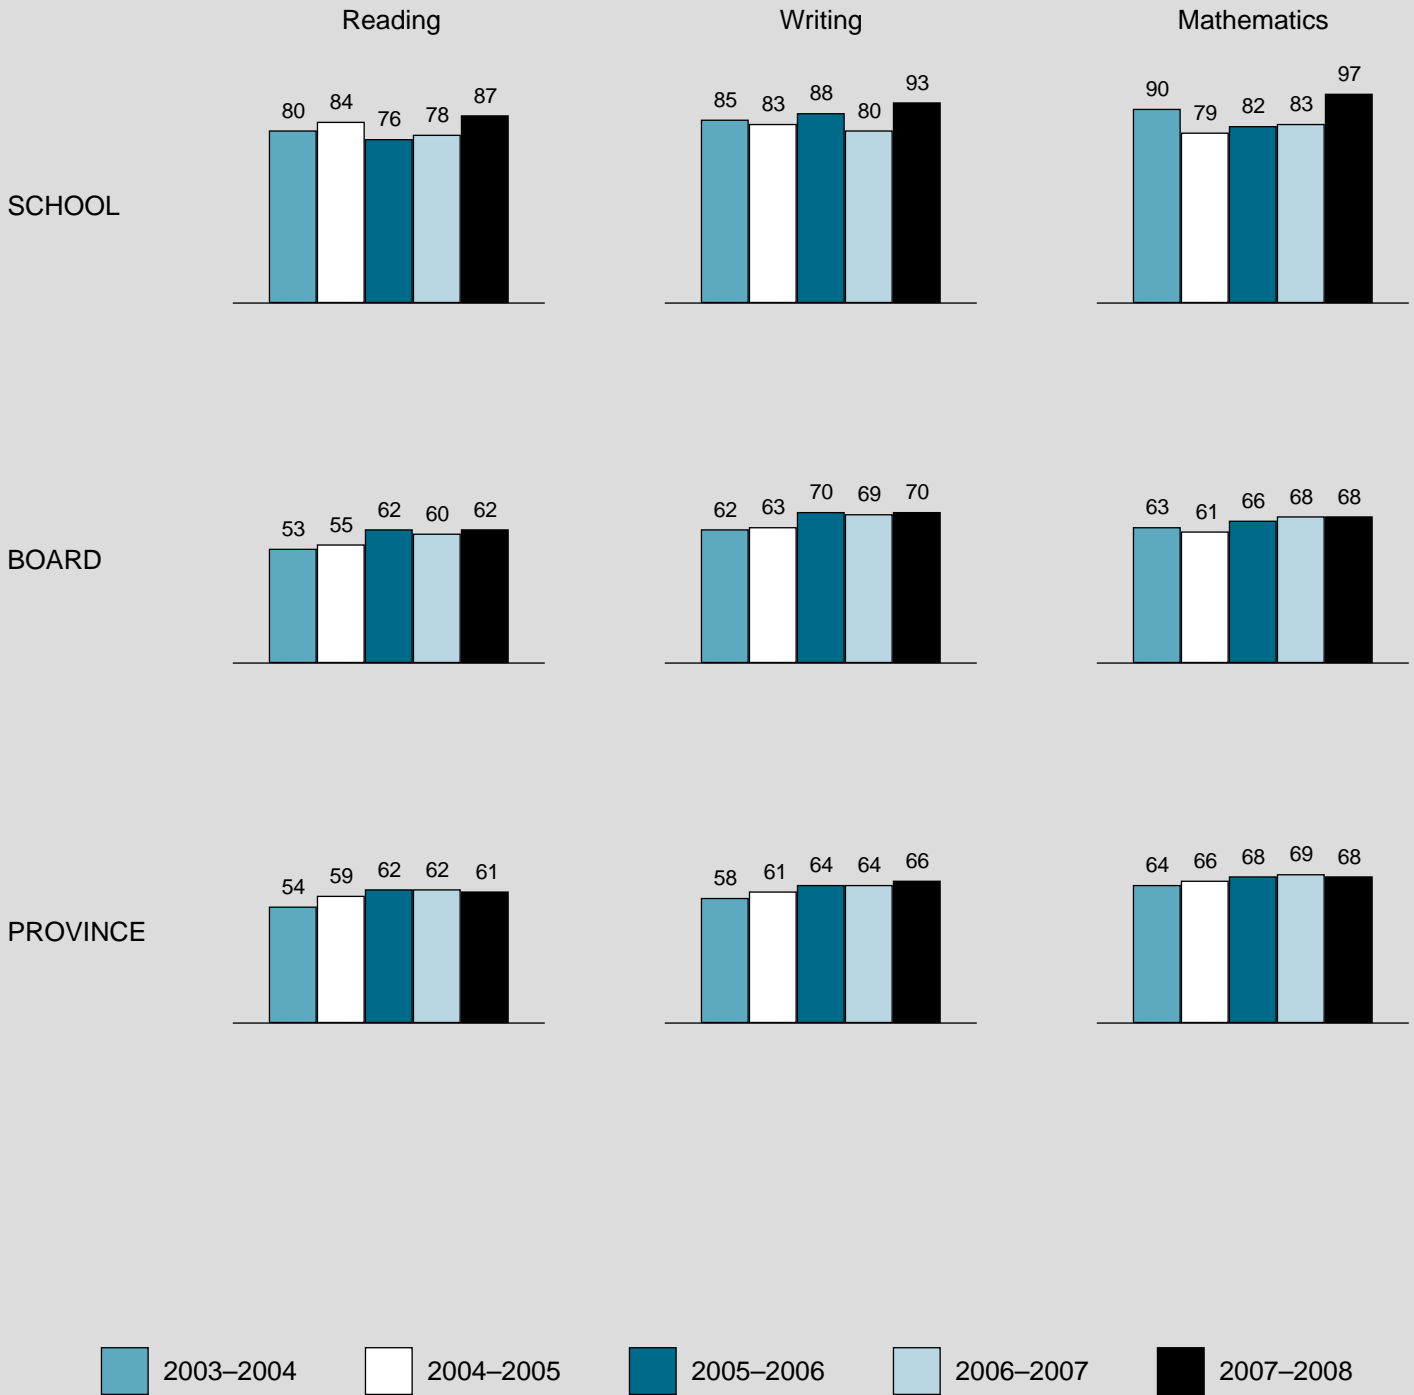 Reading Writing Mathematics
SCHOOL
80 84 76 78 87
85 83 88 80 93
90 79 82 83 97
BOARD
53 55 62 60 62
62 63 70 69 70
63 61 66 68 68
PROVINCE
54 59 62 62 61
58 61 64 64 66
64 66 68 69 68
2003–2004 2004–2005 2005–2006 2006–2007 2007–2008